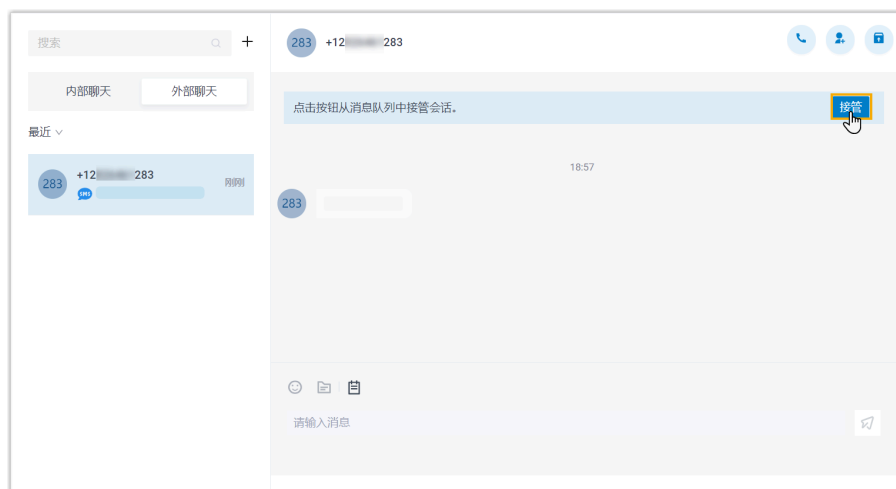 搜索
内部聊天
外部聊天
最近
283
+12 283
刚刚
SMS
283
+12 283
点击按钮从消息队列中接管会话。
接管
18:57
283
请输入消息